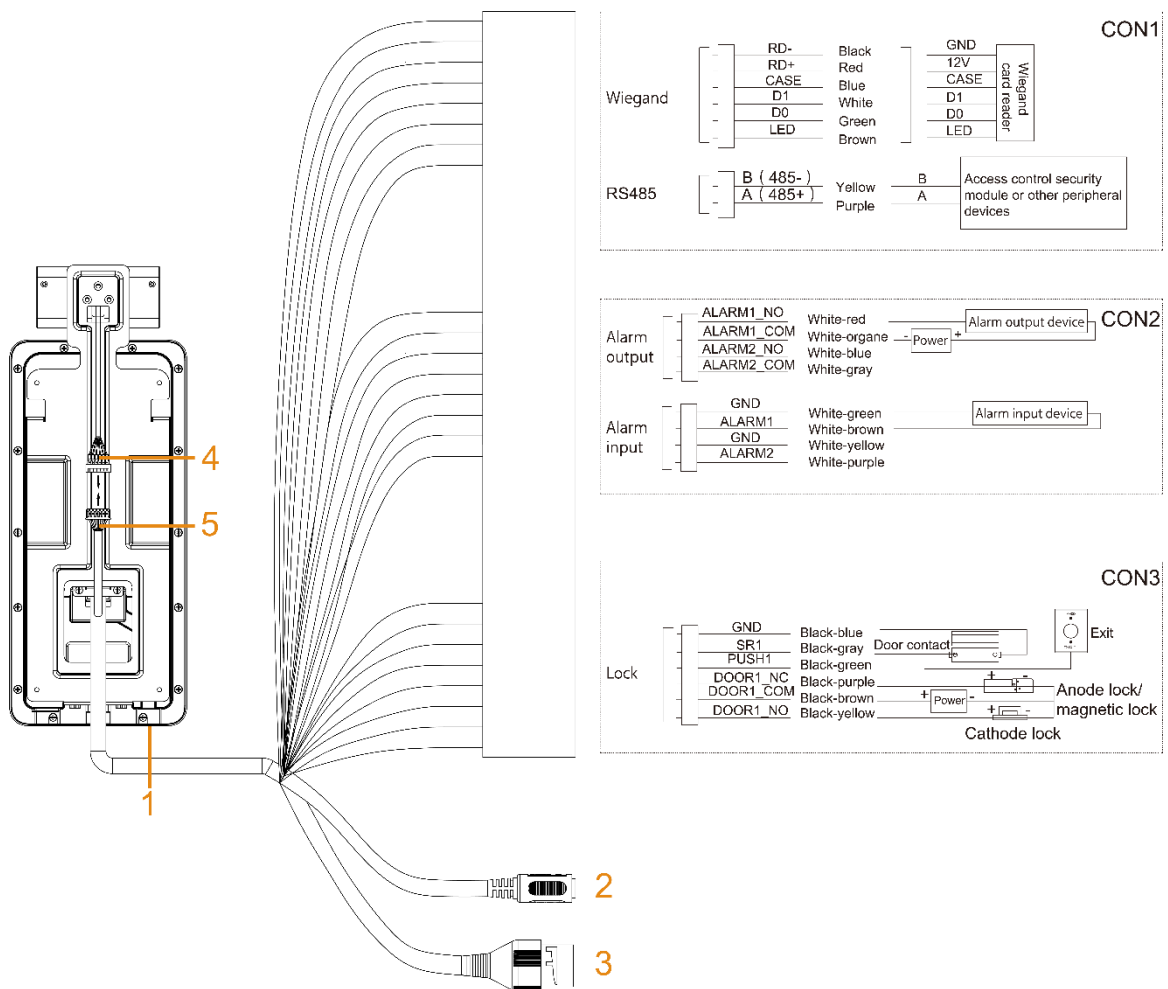 CON1
Wiegand
RD- Black GND
RD+ Red 12V
CASE Blue CASE
D1 White D1
D0 Green D0
LED Brown LED
Wiegand
card reader
RS485
B ( 485- ) Yellow B
A ( 485+ ) Purple A
Access control security
module or other peripheral
devices
CON2
Alarm
output
ALARM1_NO White-red Alarm output device
ALARM1_COM White-organe - Power +
ALARM2_NO White-blue
ALARM2_COM White-gray
Alarm
input
GND White-green Alarm input device
ALARM1 White-brown
GND White-yellow
ALARM2 White-purple
CON3
Lock
GND Black-blue
SR1 Black-gray Door contact
PUSH1 Black-green
Exit
DOOR1_NC Black-purple + -
DOOR1_COM Black-brown + Power -
DOOR1_NO Black-yellow + -
Anode lock/
magnetic lock
Cathode lock
4
5
1
2
3